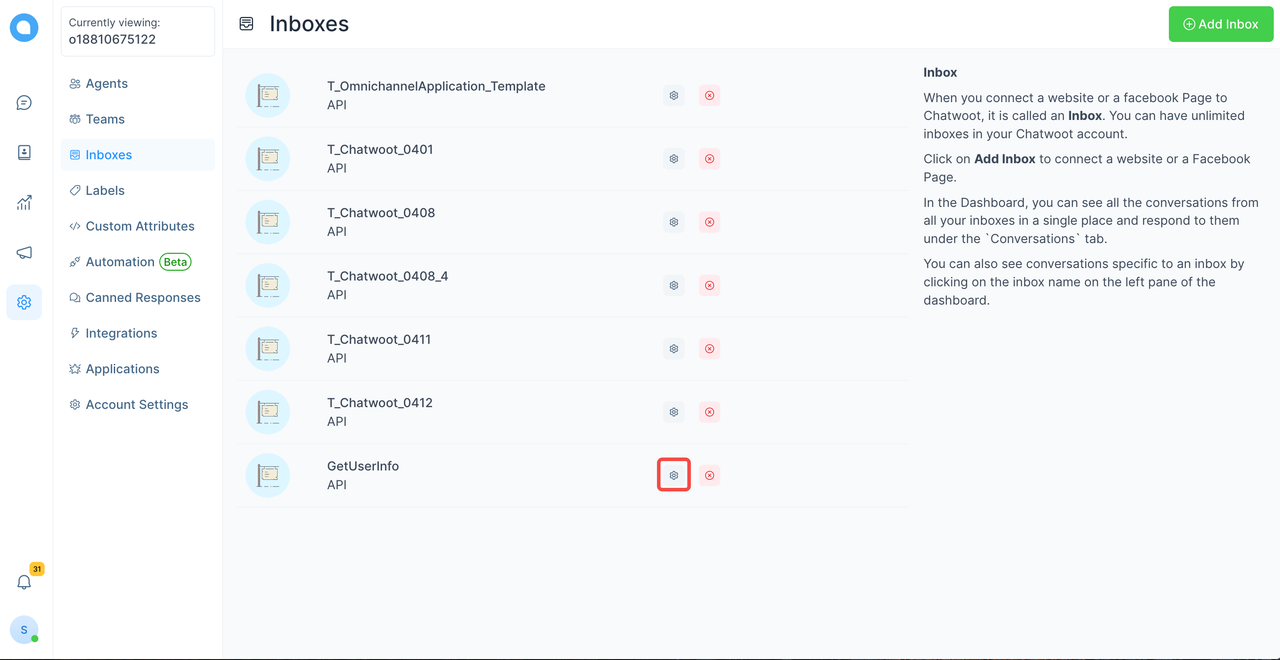 Currently viewing:
o18810675122
Agents
Teams
Inboxes
Labels
Custom Attributes
Automation Beta
Canned Responses
Integrations
Applications
Account Settings
31
S
Inboxes
Add Inbox
T_OmnichannelApplication_Template
API
T_Chatwoot_0401
API
T_Chatwoot_0408
API
T_Chatwoot_0408_4
API
T_Chatwoot_0411
API
T_Chatwoot_0412
API
GetUserInfo
API
Inbox
When you connect a website or a facebook Page to
Chatwoot, it is called an Inbox. You can have unlimited
inboxes in your Chatwoot account.
Click on Add Inbox to connect a website or a Facebook
Page.
In the Dashboard, you can see all the conversations from
all your inboxes in a single place and respond to them
under the `Conversations` tab.
You can also see conversations specific to an inbox by
clicking on the inbox name on the left pane of the
dashboard.